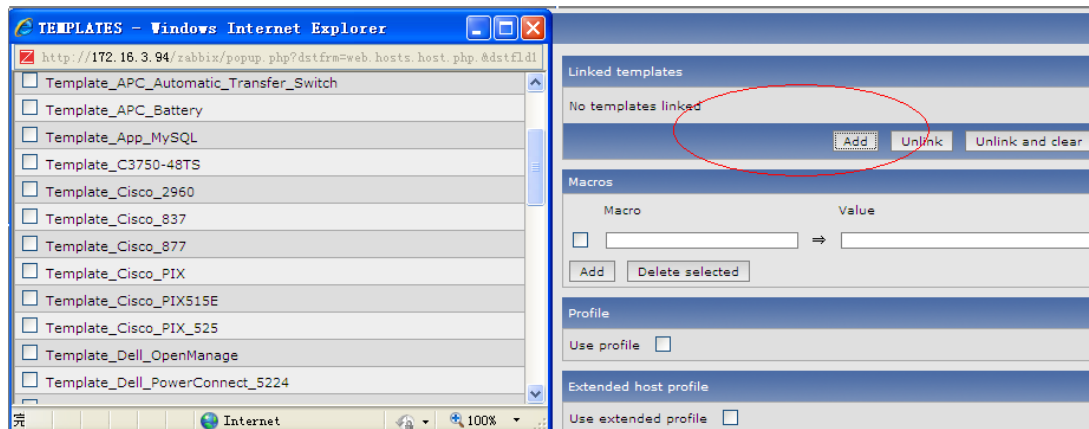 TEMPLATES - Windows Internet Explorer
http://172.16.3.94/zabbix/popup.php?dstfrm=web.hosts.host.php.&dstfld1
Template_APC_Automatic_Transfer_Switch
Template_APC_Battery
Template_App_MySQL
Template_C3750-48TS
Template_Cisco_2960
Template_Cisco_837
Template_Cisco_877
Template_Cisco_PIX
Template_Cisco_PIX515E
Template_Cisco_PIX_525
Template_Dell_OpenManage
Template_Dell_PowerConnect_5224
完
Internet
100%
Linked templates
No templates linked
Add Unlink Unlink and clear
Macros
Macro Value
⇒
Add Delete selected
Profile
Use profile
Extended host profile
Use extended profile